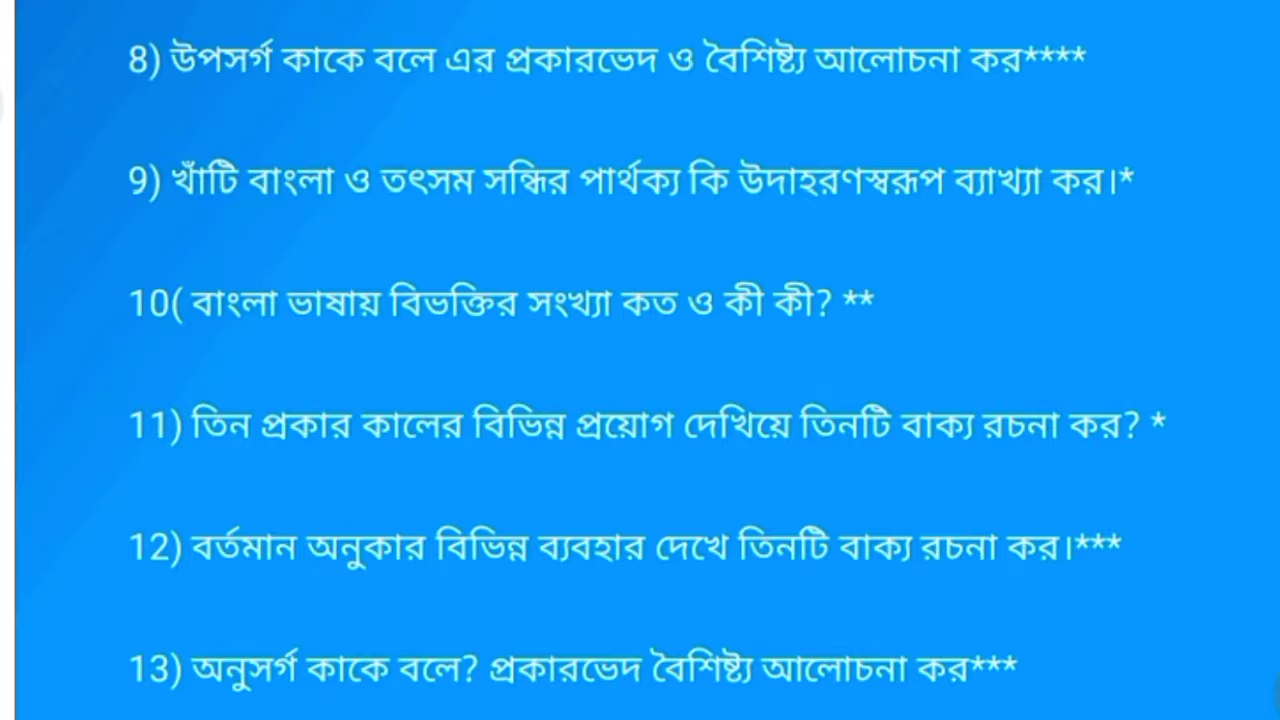 8) উপসর্গ কাকে বলে এর প্রকারভেদ ও বৈশিষ্ট্য আলোচনা কর****
9) খাঁটি বাংলা ও তৎসম সন্ধির পার্থক্য কি উদাহরণস্বরূপ ব্যাখ্যা কর।*
10( বাংলা ভাষায় বিভক্তির সংখ্যা কত ও কী কী? **
11) তিন প্রকার কালের বিভিন্ন প্রয়োগ দেখিয়ে তিনটি বাক্য রচনা কর? *
12) বর্তমান অনুকার বিভিন্ন ব্যবহার দেখে তিনটি বাক্য রচনা কর।***
13) অনুসর্গ কাকে বলে? প্রকারভেদ বৈশিষ্ট্য আলোচনা কর***